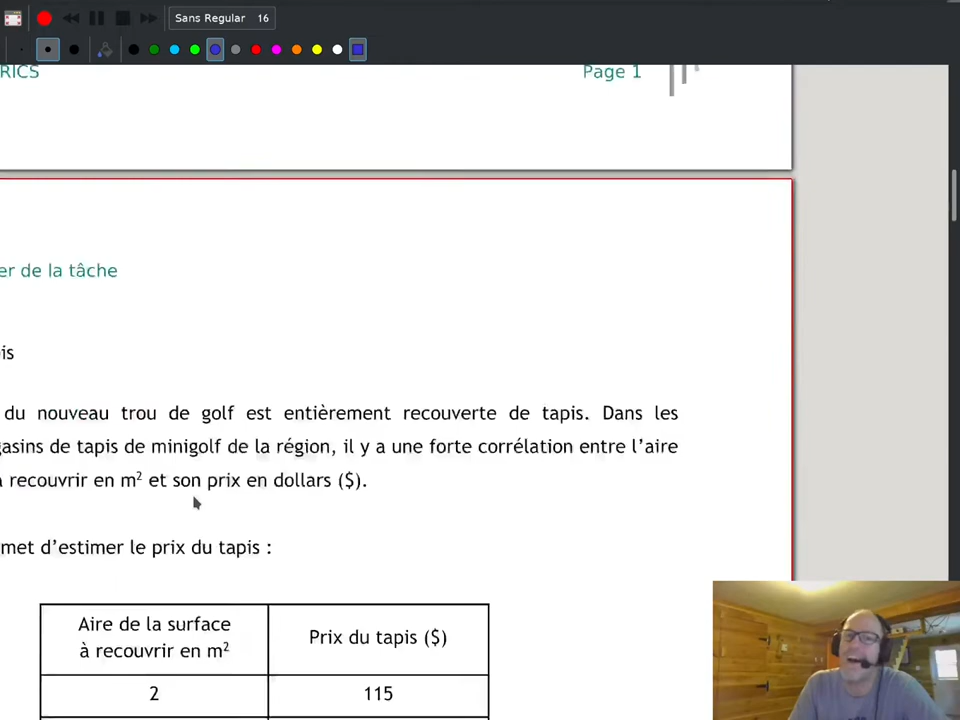 Sans Regular 16
RICS
Page 1
er de la tâche
is
du nouveau trou de golf est entièrement recouverte de tapis. Dans les
asins de tapis de minigolf de la région, il y a une forte corrélation entre l’aire
recouvrir en m² et son prix en dollars ($).
met d’estimer le prix du tapis :
Aire de la surface
à recouvrir en m²
Prix du tapis ($)
2
115